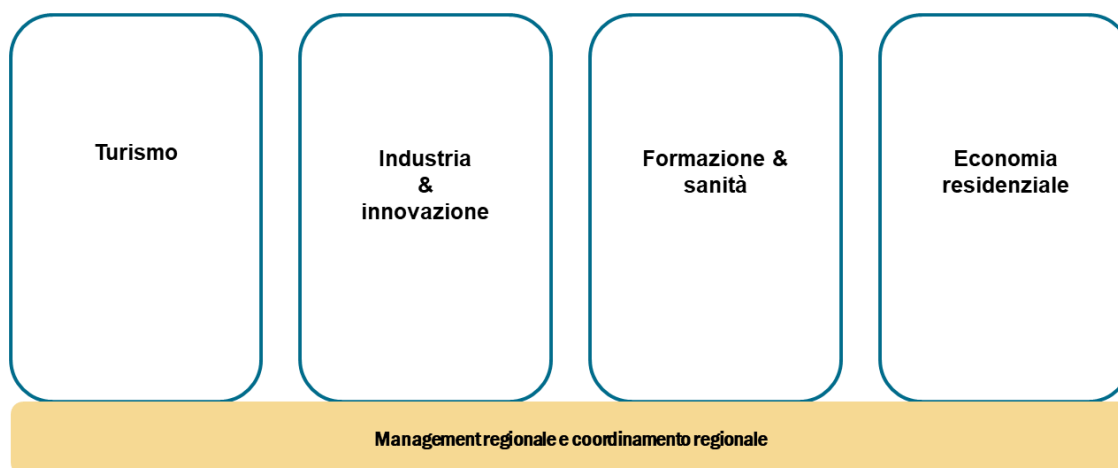 Turismo
Industria
&
innovazione
Formazione &
sanità
Economia
residenziale
Management regionale e coordinamento regionale